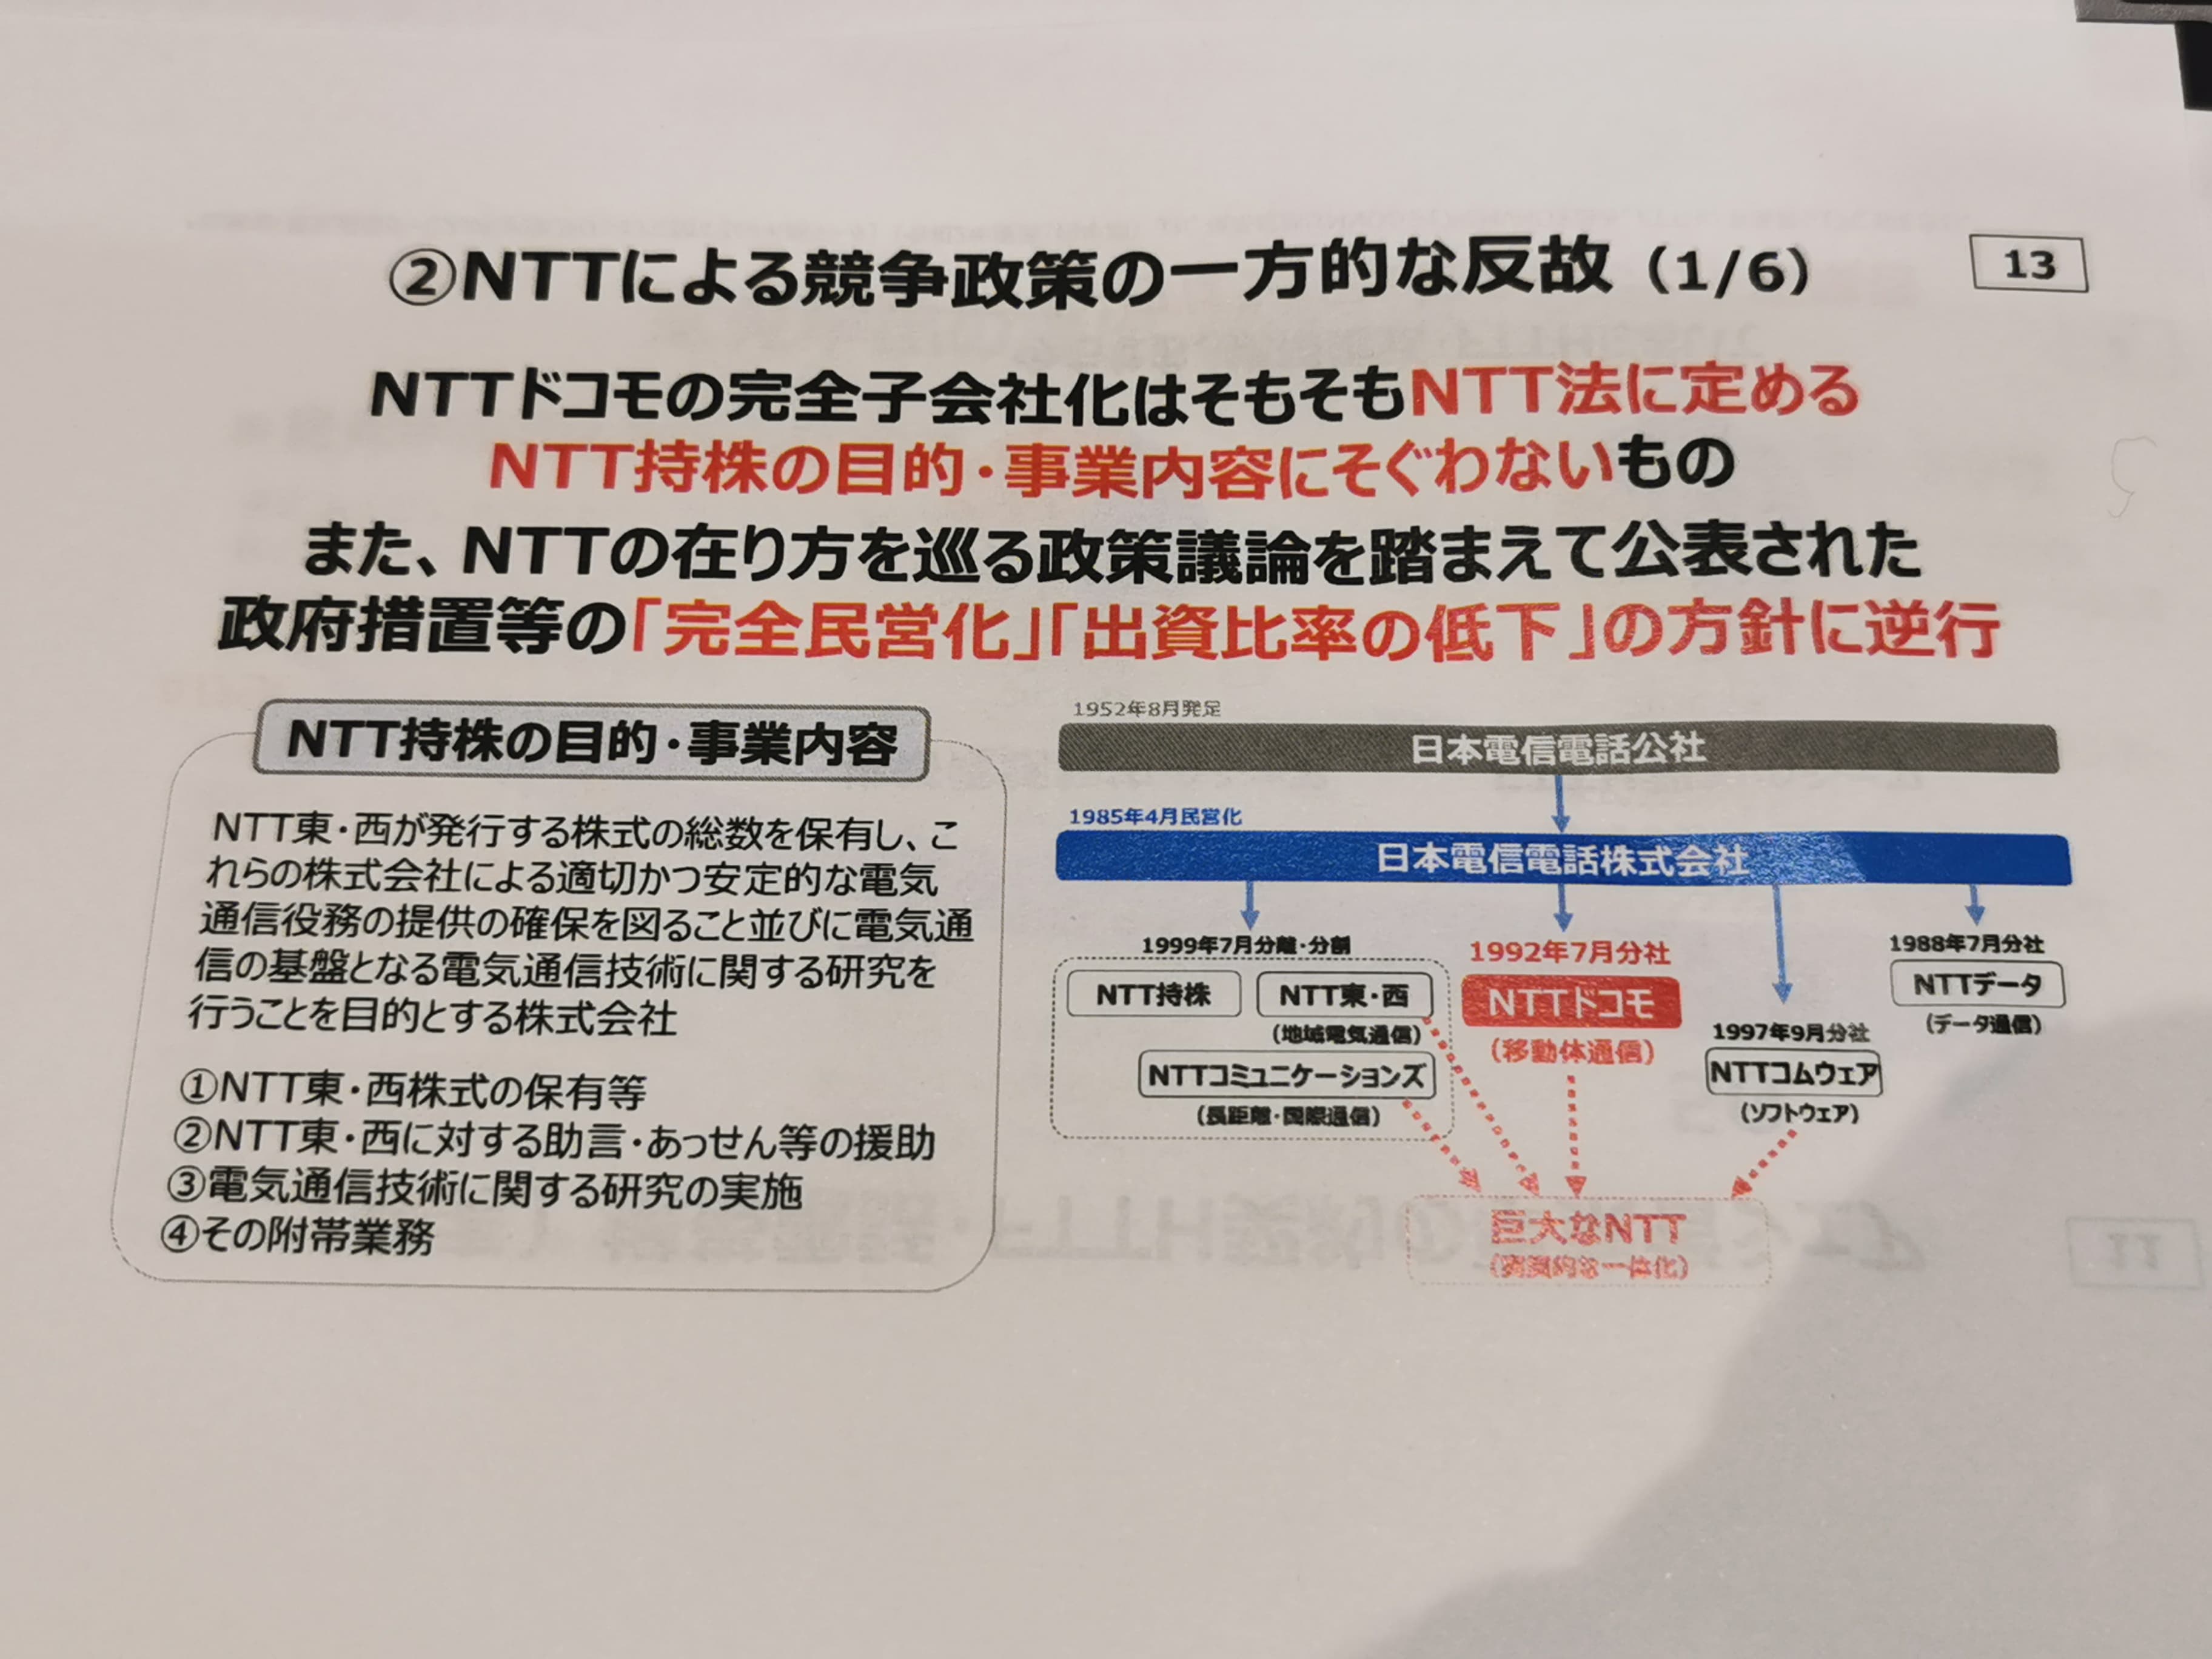 ②NTTによる競争政策の一方的な反故（1/6）
13
NTTドコモの完全子会社化はそもそもNTT法に定める
NTT持株の目的・事業内容にそぐわないもの
また、NTTの在り方を巡る政策議論を踏まえて公表された
政府措置等の「完全民営化」「出資比率の低下」の方針に逆行
NTT持株の目的・事業内容
NTT東・西が発行する株式の総数を保有し、こ
れらの株式会社による適切かつ安定的な電気
通信役務の提供の確保を図ること並びに電気通
信の基盤となる電気通信技術に関する研究を
行うことを目的とする株式会社
①NTT東・西株式の保有等
②NTT東・西に対する助言・あっせん等の援助
③電気通信技術に関する研究の実施
④その附帯業務
1952年8月発足
日本電信電話公社
1985年4月民営化
日本電信電話株式会社
1999年7月分離・分割
NTT持株
NTT東・西
（地域電気通信）
NTTコミュニケーションズ
（長距離・国際通信）
1992年7月分社
NTTドコモ
（移動体通信）
1997年9月分社
NTTコムウェア
（ソフトウェア）
1988年7月分社
NTTデータ
（データ通信）
巨大なNTT
（実質的な一体化）
11